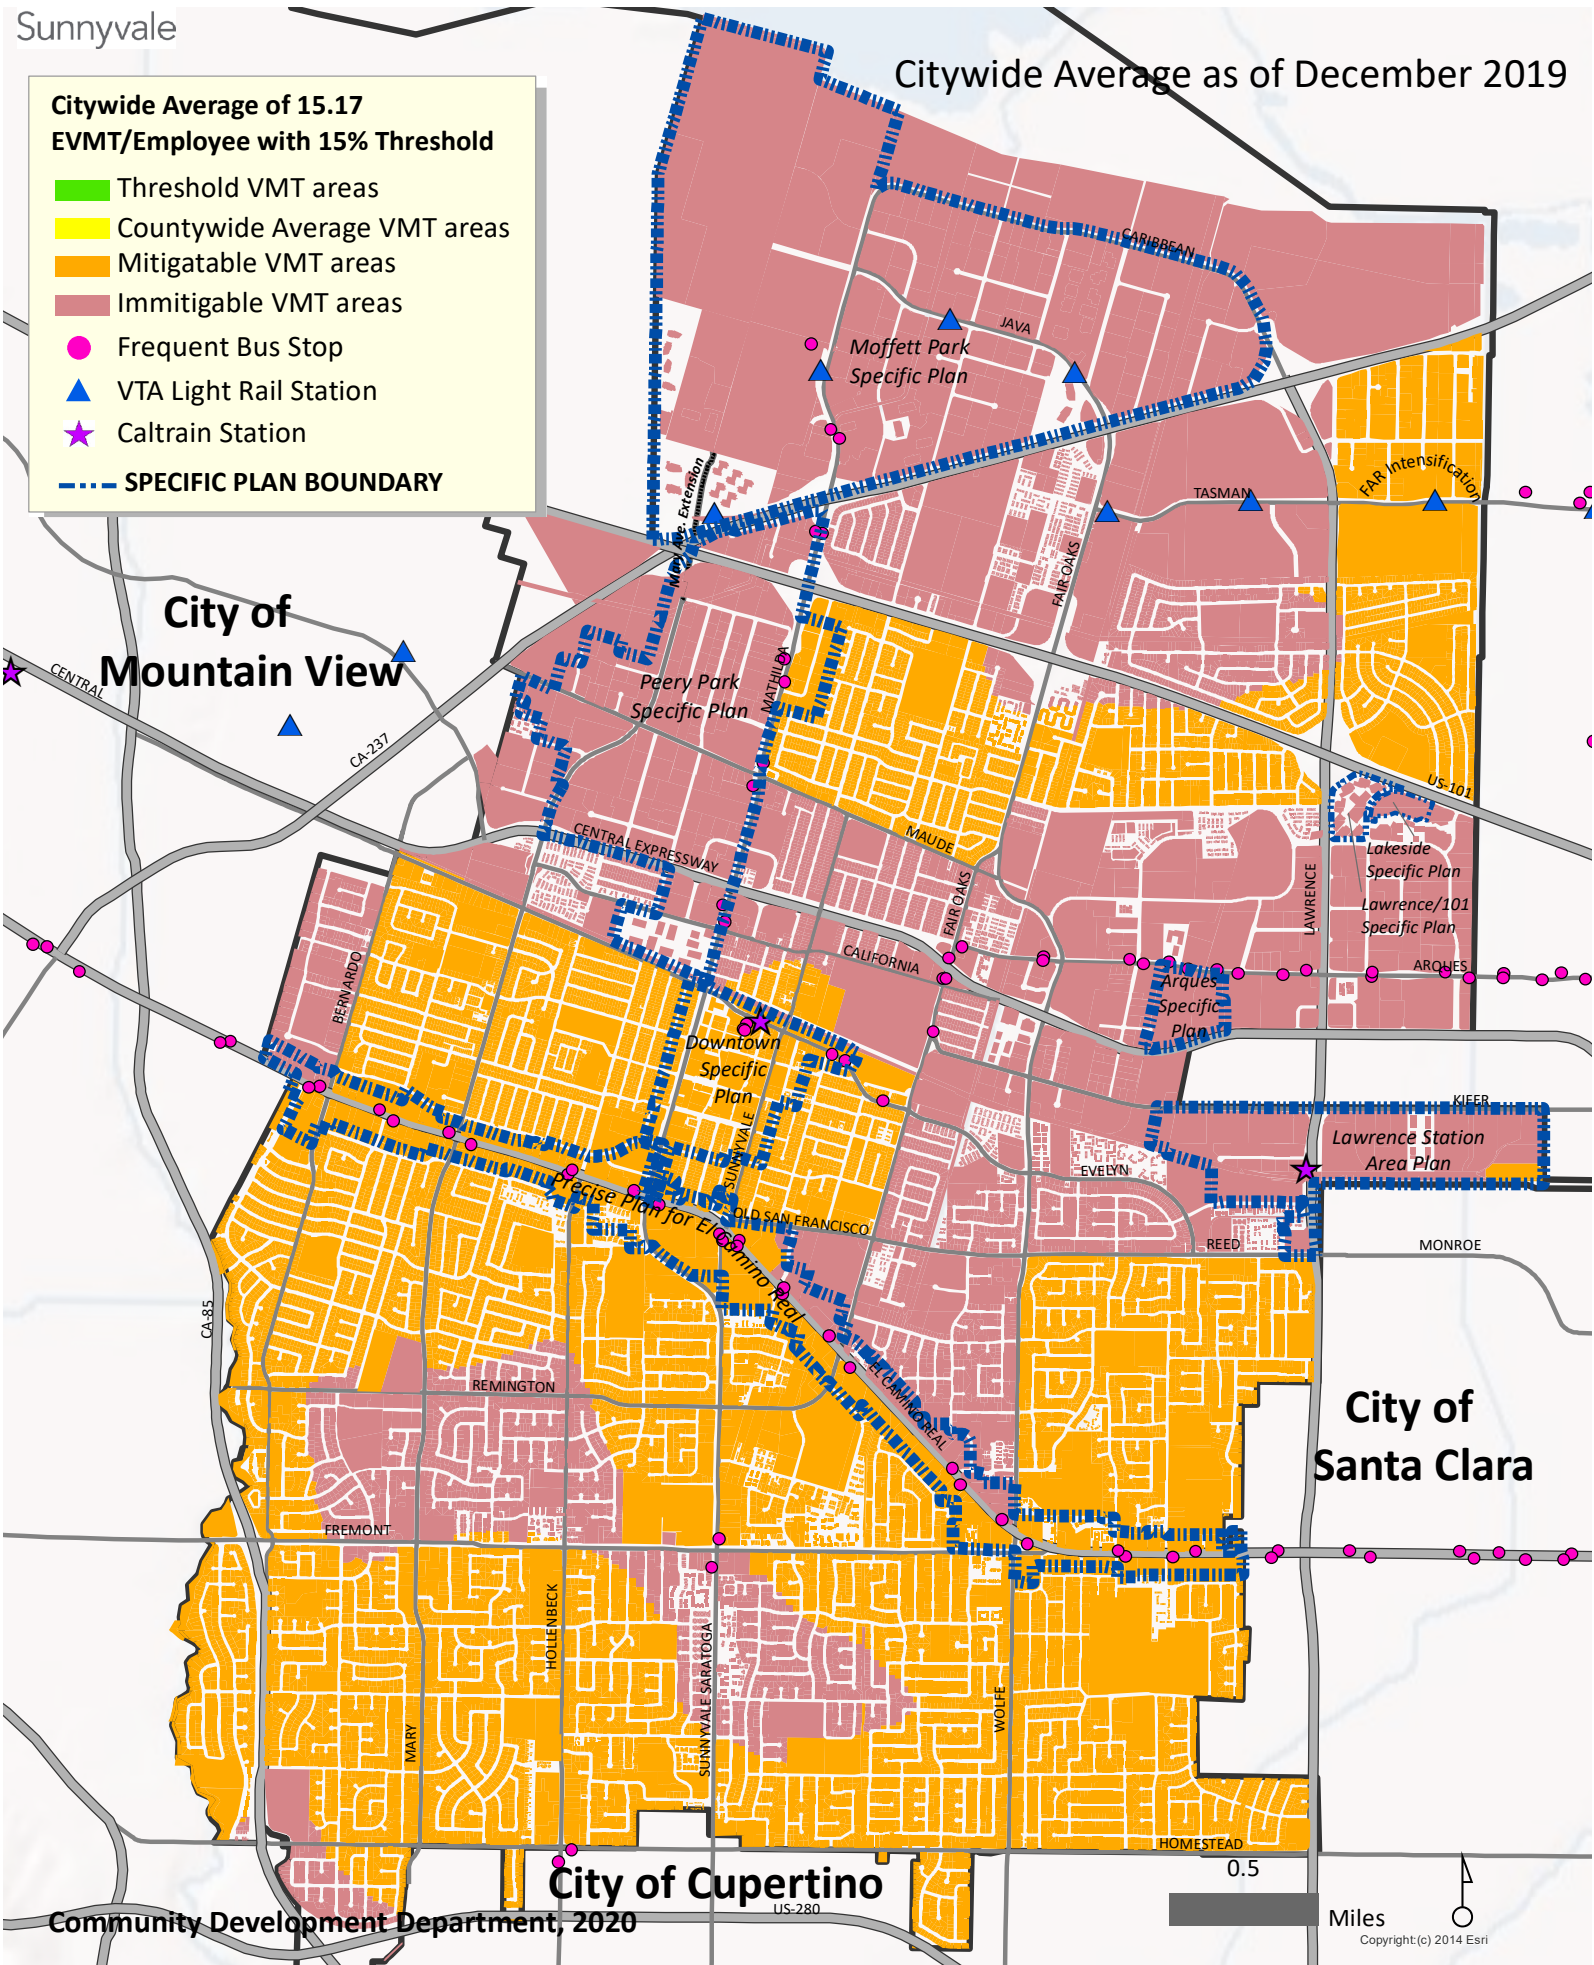 Sunnyvale
Citywide Average as of December 2019
Citywide Average of 15.17
EVMT/Employee with 15% Threshold
Threshold VMT areas
Countywide Average VMT areas
Mitigatable VMT areas
Immitigable VMT areas
Frequent Bus Stop
VTA Light Rail Station
Caltrain Station
SPECIFIC PLAN BOUNDARY
CARIBBEAN
JAVA
Moffett Park
Specific Plan
Mary Ave. Extension
TASMAN
FAR Intensification
FAIR OAKS
City of
Mountain View
CENTRAL
CA-237
Peery Park
Specific Plan
MATHILDA
US-101
CENTRAL EXPRESSWAY
MAUDE
Lakeside
Specific Plan
Lawrence/101
Specific Plan
LAWRENCE
FAIR OAKS
CALIFORNIA
ARQUES
Arques
Specific
Plan
BERNARDO
Downtown
Specific
Plan
SUNNYVALE
KIFER
Lawrence Station
Area Plan
EVELYN
Precise Plan for El Camino Real
OLD SAN FRANCISCO
REED
MONROE
CA-85
REMINGTON
EL CAMINO REAL
City of
Santa Clara
FREMONT
HOLLENBECK
SUNNYVALE SARATOGA
WOLFE
MARY
HOMESTEAD
City of Cupertino
US-280
Community Development Department, 2020
0.5
Miles
Copyright:(c) 2014 Esri